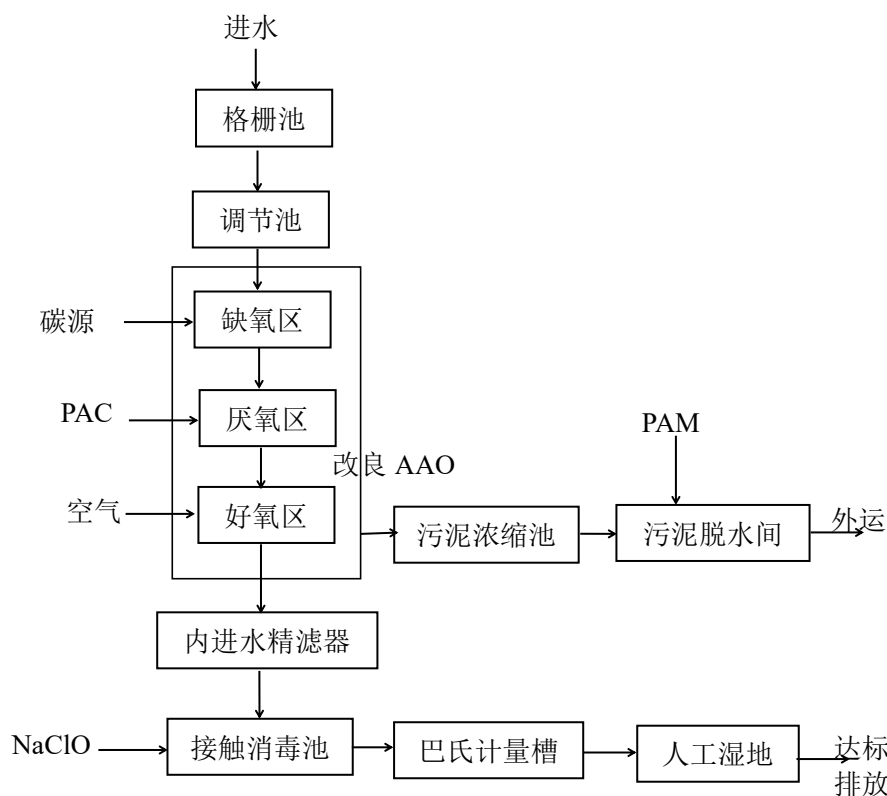 进水
格栅池
调节池
碳源
缺氧区
PAC
厌氧区
改良 AAO
PAM
空气
好氧区
污泥浓缩池
污泥脱水间
外运
内进水精滤器
NaClO
接触消毒池
巴氏计量槽
人工湿地
达标
排放